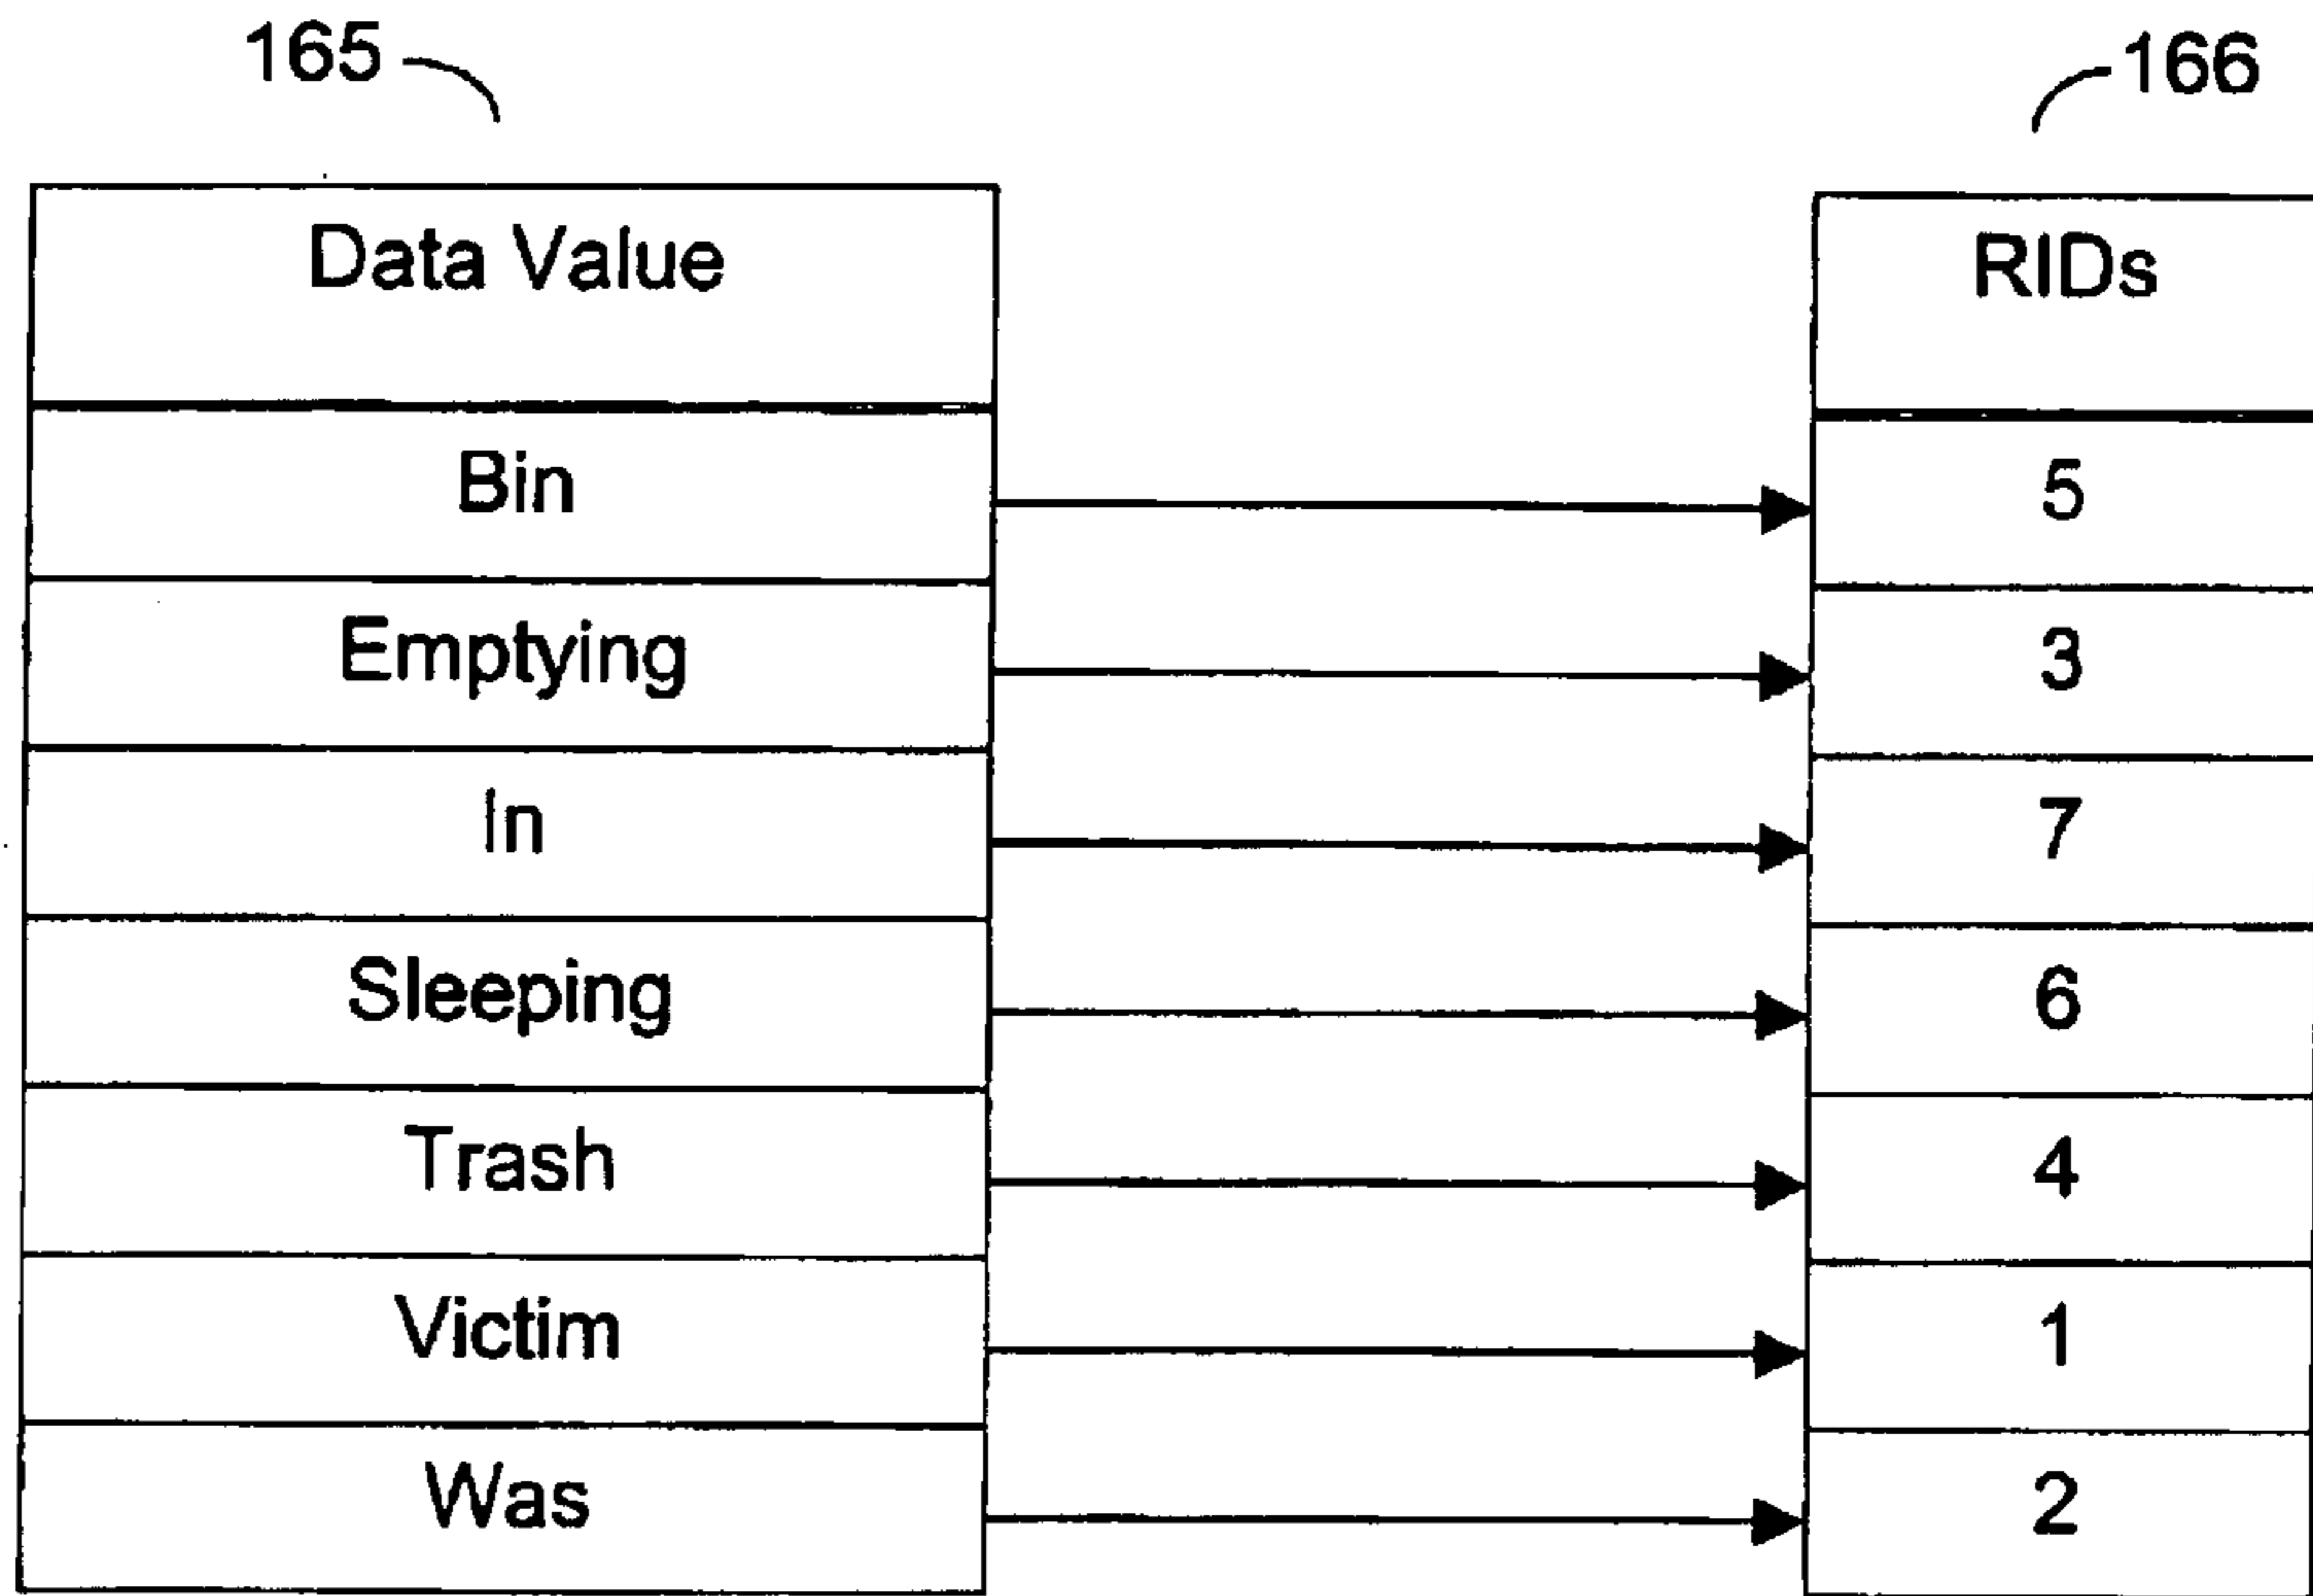 165 166
Data Value RIDs
Bin 5
Emptying 3
In 7
Sleeping 6
Trash 4
Victim 1
Was 2